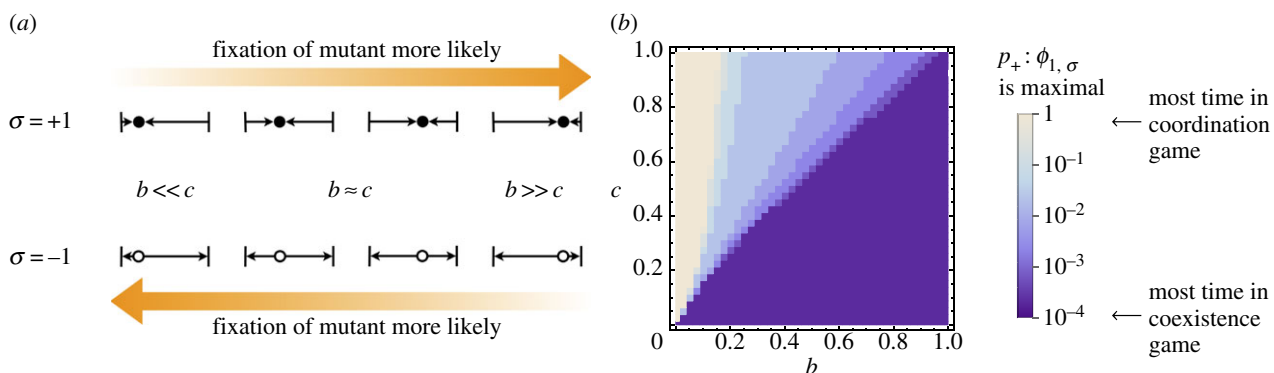 (a)
fixation of mutant more likely
σ = +1
b << c
b ≈ c
b >> c
σ = –1
fixation of mutant more likely
(b)
1.0
0.8
0.6
c
0.4
0.2
0
0.2
0.4
0.6
0.8
1.0
b
p+ : ϕ1, σ
is maximal
1
10–1
10–2
10–3
10–4
most time in
coordination
game
most time in
coexistence
game